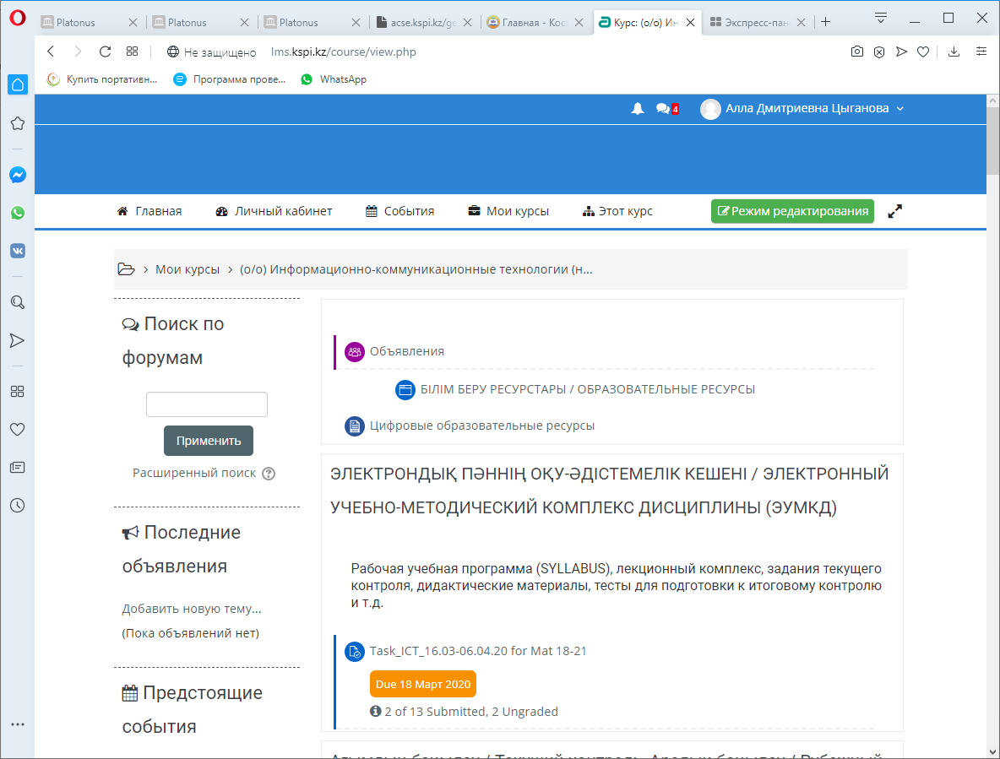 Platonus
Platonus
Platonus
acse.kspi.kz/ge
Главная - Кос
Курс: (о/о) Ин
Экспресс-пан
Не защищено
lms.kspi.kz/course/view.php
Купить портативн...
Программа прове...
WhatsApp
4
Алла Дмитриевна Цыганова
Главная
Личный кабинет
События
Мои курсы
Этот курс
Режим редактирования
Мои курсы > (о/о) Информационно-коммуникационные технологии (н...
Поиск по
форумам
Применить
Расширенный поиск
Последние
объявления
Добавить новую тему...
(Пока объявлений нет)
Предстоящие
события
Объявления
БІЛІМ БЕРУ РЕСУРСТАРЫ / ОБРАЗОВАТЕЛЬНЫЕ РЕСУРСЫ
Цифровые образовательные ресурсы
ЭЛЕКТРОНДЫҚ ПӘННІҢ ОҚУ-ӘДІСТЕМЕЛІК КЕШЕНІ / ЭЛЕКТРОННЫЙ
УЧЕБНО-МЕТОДИЧЕСКИЙ КОМПЛЕКС ДИСЦИПЛИНЫ (ЭУМКД)
Рабочая учебная программа (SYLLABUS), лекционный комплекс, задания текущего
контроля, дидактические материалы, тесты для подготовки к итоговому контролю
и т.д.
Task_ICT_16.03-06.04.20 for Mat 18-21
Due 18 Март 2020
2 of 13 Submitted, 2 Ungraded